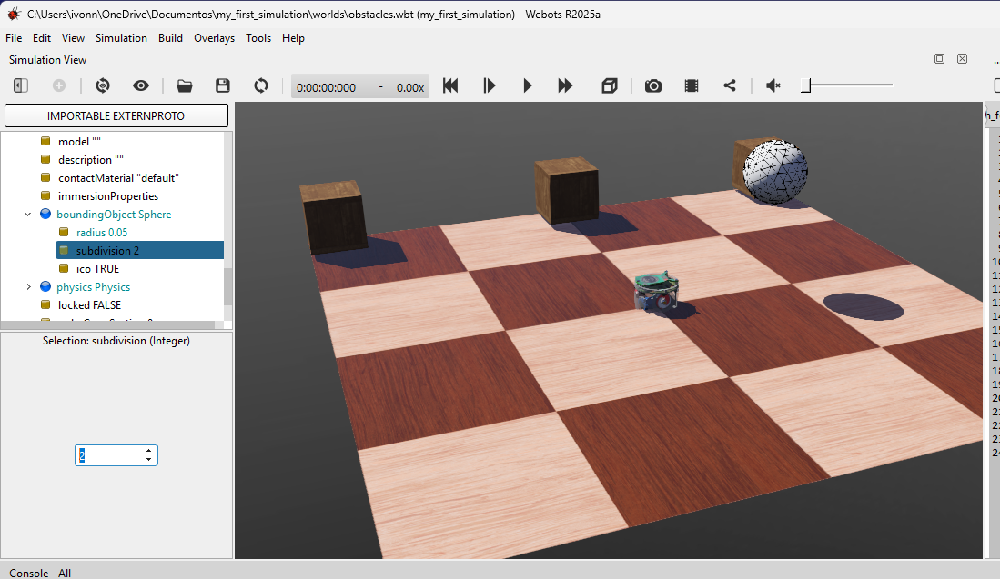 C:\Users\ivonn\OneDrive\Documentos\my_first_simulation\worlds\obstacles.wbt (my_first_simulation) - Webots R2025a
File Edit View Simulation Build Overlays Tools Help
Simulation View
0:00:00:000 - 0.00x
IMPORTABLE EXTERNPROTO
model ""
description ""
contactMaterial "default"
immersionProperties
boundingObject Sphere
radius 0.05
subdivision 2
ico TRUE
physics Physics
locked FALSE
Selection: subdivision (Integer)
2
Console - All